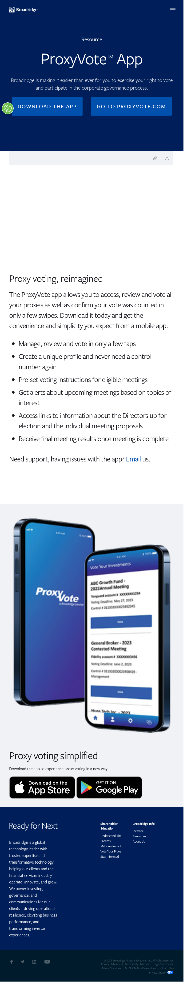 Broadridge®
Resource
ProxyVote™ App
Broadridge is making it easier than ever for you to exercise your right to vote
and participate in the corporate governance process.
DOWNLOAD THE APP
GO TO PROXYVOTE.COM
Proxy voting, reimagined
The ProxyVote app allows you to access, review and vote all
your proxies as well as confirm your vote was counted in
only a few swipes. Download it today and get the
convenience and simplicity you expect from a mobile app.
Manage, review and vote in only a few taps
Create a unique profile and never need a control
number again
Pre-set voting instructions for eligible meetings
Get alerts about upcoming meetings based on topics of
interest
Access links to information about the Directors up for
election and the individual meeting proposals
Receive final meeting results once meeting is complete
Need support, having issues with the app? Email us.
9:41 AM
100%
ProxyVote
a Broadridge service
9:41 AM
100%
Vote Your Investments
ABC Growth Fund -
2023Annual Meeting
Vanguard account # XXXXXXX1234
Voting Deadline: May 27, 2023
Vote
General Broker - 2023
Contested Meeting
Fidelity account # XXXXXXX3456
Voting Deadline: June 2, 2023
Management
Vote
Huge Tech Inc. - 2023
Proxy voting simplified
Download the app to experience proxy voting in a new way
Download on the
App Store
GET IT ON
Google Play
Ready for Next
Broadridge is a global
technology leader with
trusted expertise and
transformative technology,
helping our clients and the
financial services industry
operate, innovate, and grow.
We power investing,
governance, and
communications for our
clients – driving operational
resilience, elevating business
performance, and
transforming investor
experiences.
Shareholder
Education
Understand The
Process
Make An Impact
Vote Your Proxy
Stay Informed
Broadridge Info
Investor
Resources
About Us
© 2026 Broadridge Financial Solutions, Inc. All Rights Reserved.
Privacy Statement | Accessibility Statement | Legal Statements |
Privacy Statement | Do Not Sell My Personal Information | Your
Privacy Choices